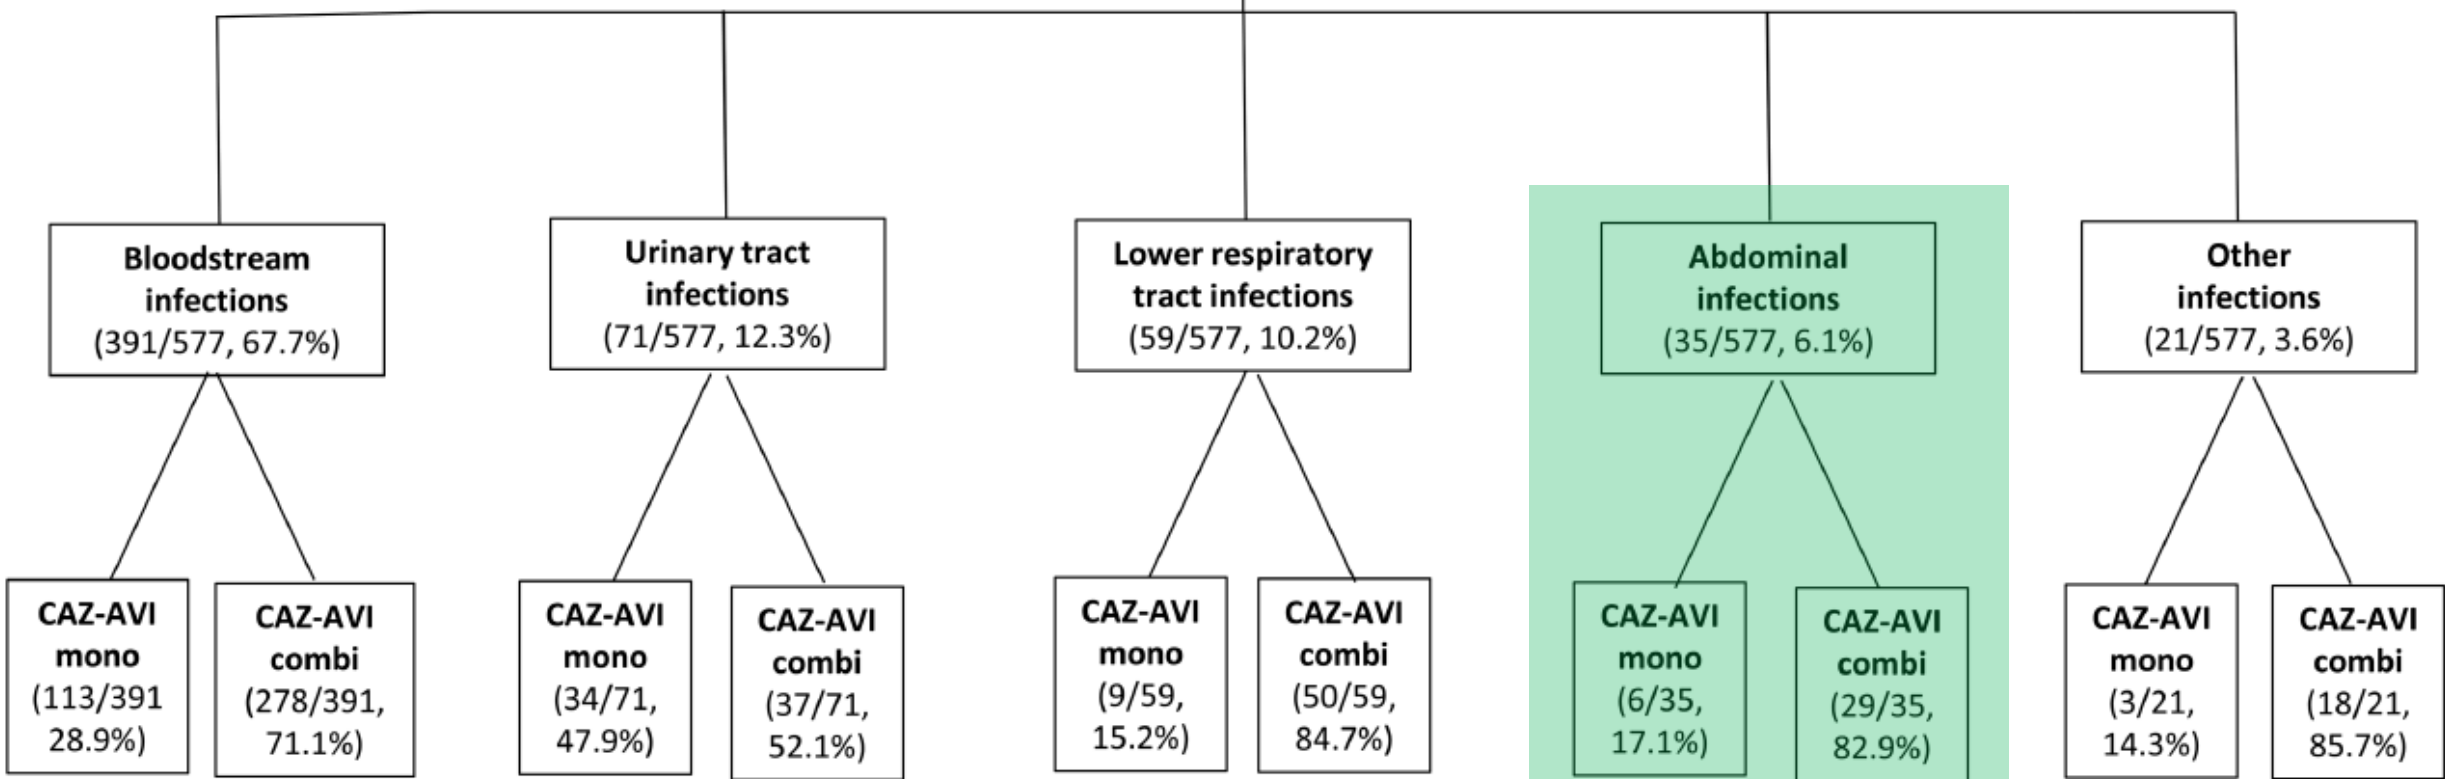 Bloodstream
infections
(391/577, 67.7%)
Urinary tract
infections
(71/577, 12.3%)
Lower respiratory
tract infections
(59/577, 10.2%)
Abdominal
infections
(35/577, 6.1%)
Other
infections
(21/577, 3.6%)
CAZ-AVI
mono
(113/391
28.9%)
CAZ-AVI
combi
(278/391,
71.1%)
CAZ-AVI
mono
(34/71,
47.9%)
CAZ-AVI
combi
(37/71,
52.1%)
CAZ-AVI
mono
(9/59,
15.2%)
CAZ-AVI
combi
(50/59,
84.7%)
CAZ-AVI
mono
(6/35,
17.1%)
CAZ-AVI
combi
(29/35,
82.9%)
CAZ-AVI
mono
(3/21,
14.3%)
CAZ-AVI
combi
(18/21,
85.7%)